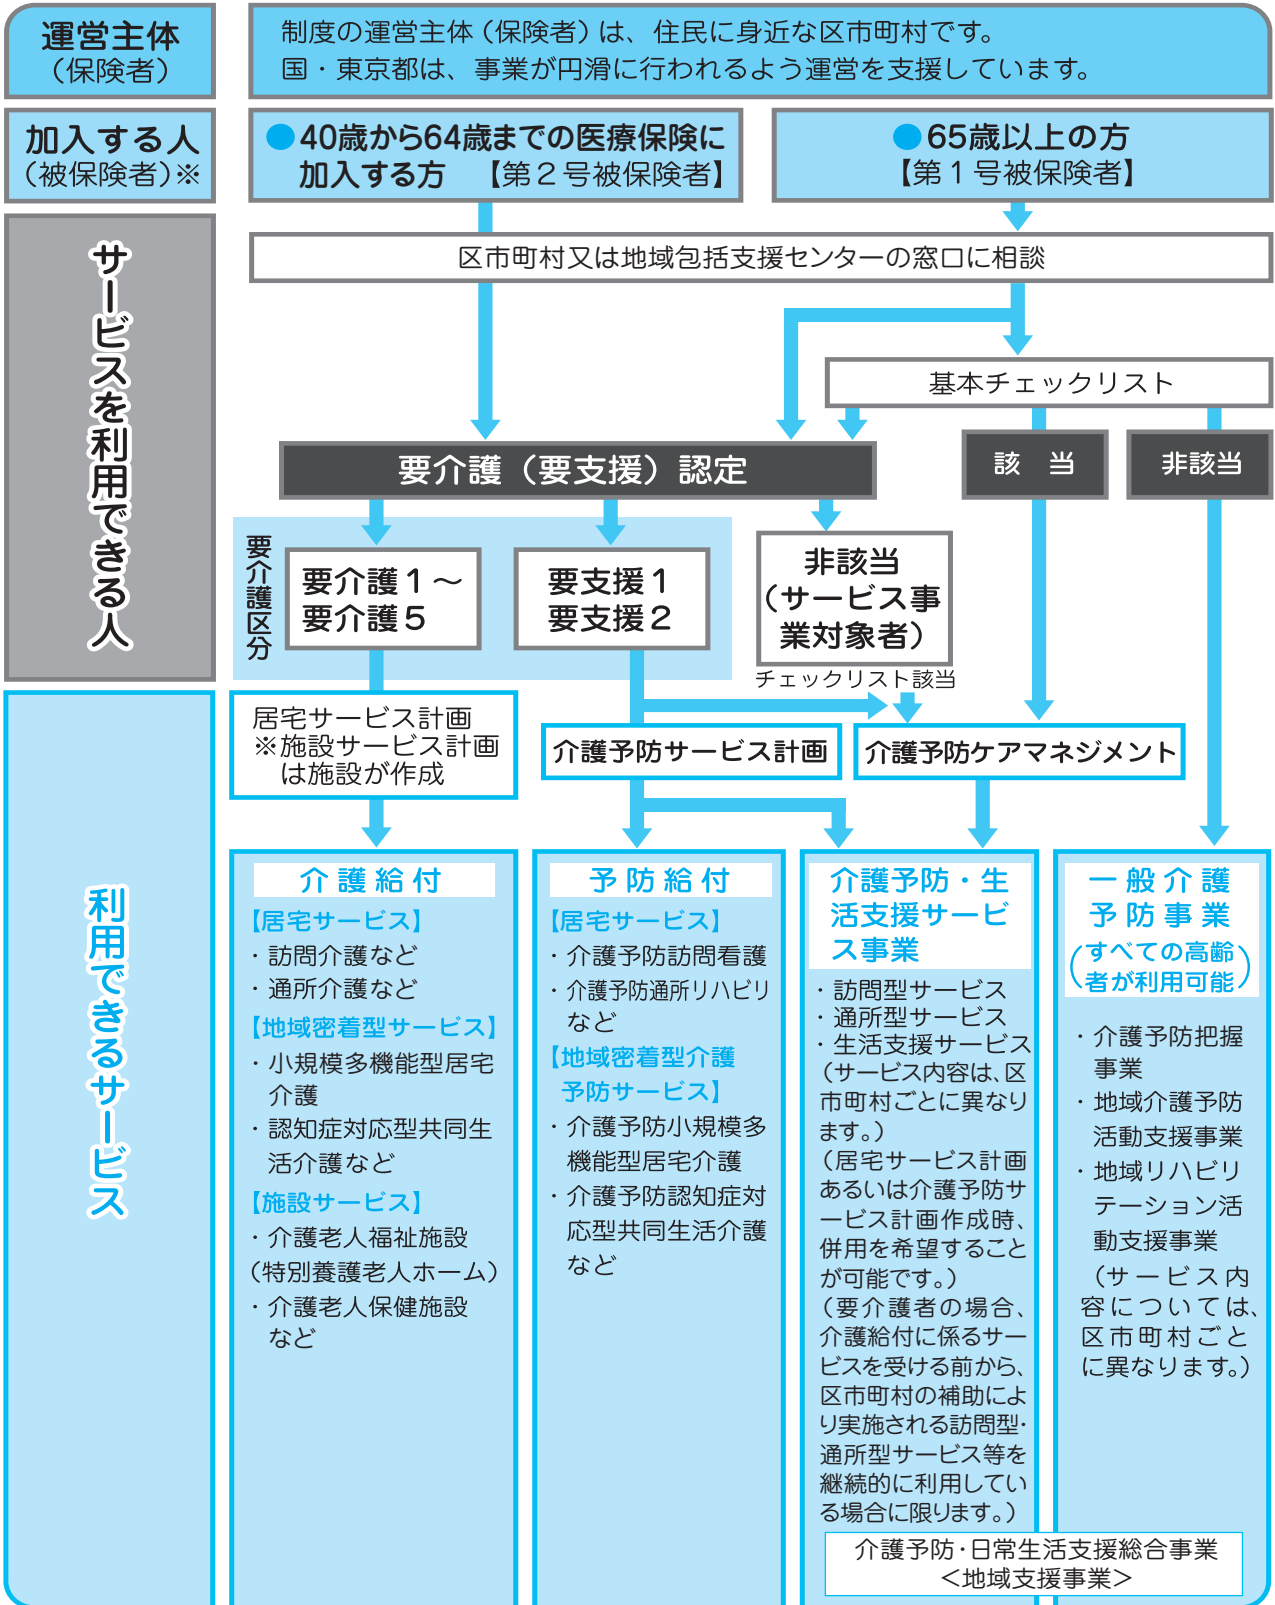 運営主体
（保険者）
制度の運営主体（保険者）は、住民に身近な区市町村です。
国・東京都は、事業が円滑に行われるよう運営を支援しています。
加入する人
（被保険者）※
●40歳から64歳までの医療保険に
加入する方　【第２号被保険者】
●65歳以上の方
【第１号被保険者】
サービスを利用できる人
区市町村又は地域包括支援センターの窓口に相談
基本チェックリスト
要介護（要支援）認定
該　当
非該当
要介護区分
要介護１～
要介護５
要支援１
要支援２
非該当
（サービス事
業対象者）
チェックリスト該当
利用できるサービス
居宅サービス計画
※施設サービス計画
は施設が作成
介護予防サービス計画
介護予防ケアマネジメント
介護給付
【居宅サービス】
・訪問介護など
・通所介護など
【地域密着型サービス】
・小規模多機能型居宅
介護
・認知症対応型共同生
活介護など
【施設サービス】
・介護老人福祉施設
（特別養護老人ホーム）
・介護老人保健施設
など
予防給付
【居宅サービス】
・介護予防訪問看護
・介護予防通所リハビリ
など
【地域密着型介護
予防サービス】
・介護予防小規模多
機能型居宅介護
・介護予防認知症対
応型共同生活介護
など
介護予防・生
活支援サービ
ス事業
・訪問型サービス
・通所型サービス
・生活支援サービス
（サービス内容は、区
市町村ごとに異なり
ます。）
（居宅サービス計画
あるいは介護予防サ
ービス計画作成時、
併用を希望すること
が可能です。）
（要介護者の場合、
介護給付に係るサー
ビスを受ける前から、
区市町村の補助によ
り実施される訪問型・
通所型サービス等を
継続的に利用してい
る場合に限ります。）
一般介護
予防事業
（すべての高齢
者が利用可能）
・介護予防把握
事業
・地域介護予防
活動支援事業
・地域リハビリ
テーション活
動支援事業
（サービス内
容については、
区市町村ごと
に異なります。）
介護予防・日常生活支援総合事業
＜地域支援事業＞